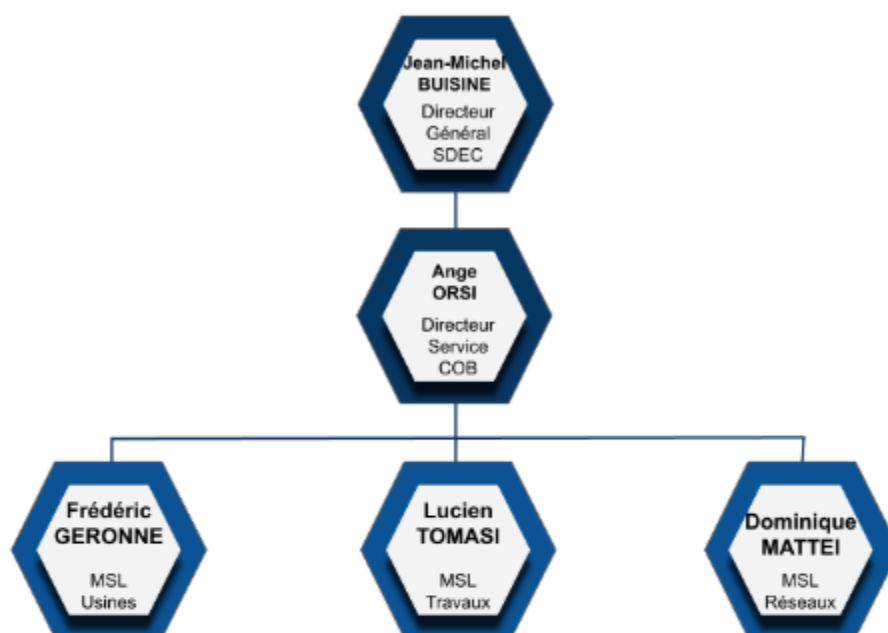 Jean-Michel
BUISINE
Directeur
Général
SDEC
Ange
ORSI
Directeur
Service
COB
Frédéric
GERONNE
MSL
Usines
Lucien
TOMASI
MSL
Travaux
Dominique
MATTEI
MSL
Réseaux